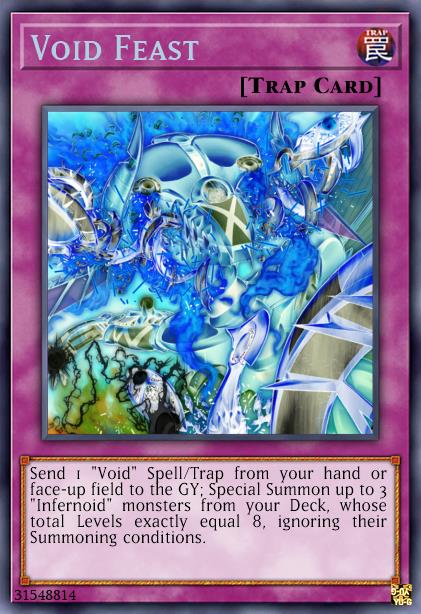 Void Feast
TRAP
罠
[Trap Card]
Send 1 "Void" Spell/Trap from your hand or
face-up field to the GY; Special Summon up to 3
"Infernoid" monsters from your Deck, whose
total Levels exactly equal 8, ignoring their
Summoning conditions.
31548814